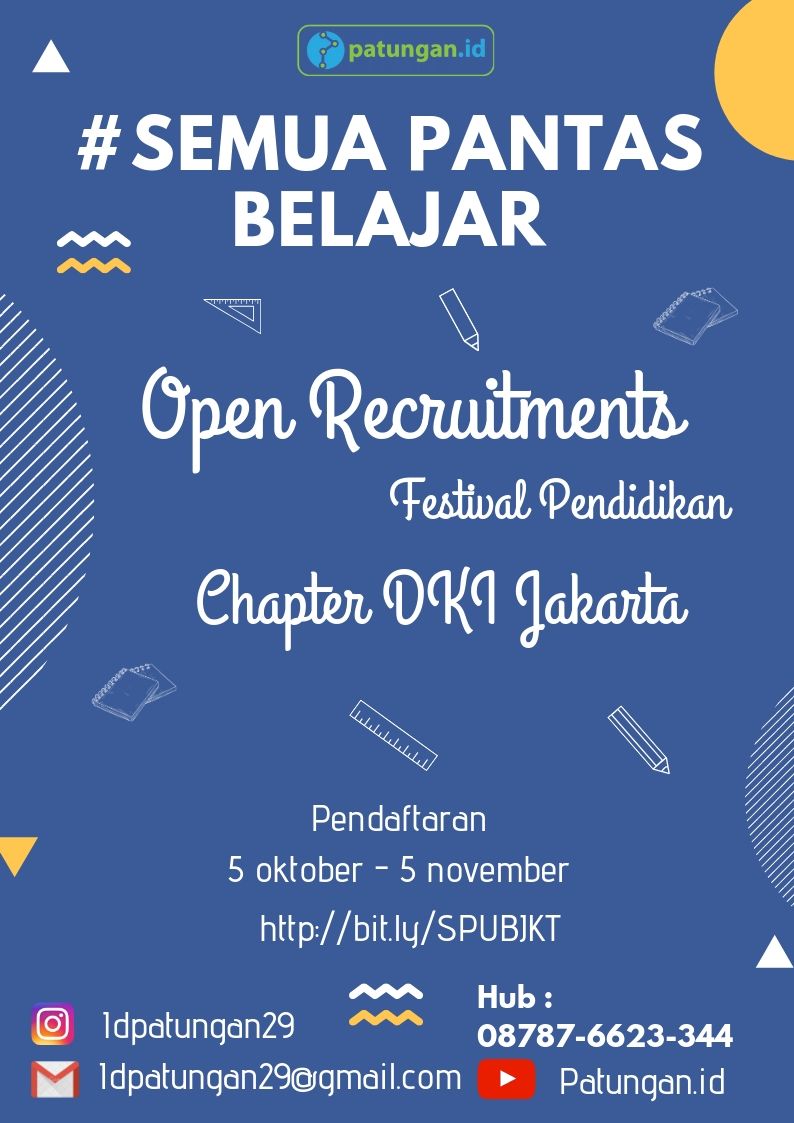 patungan.id
#SEMUA PANTAS
BELAJAR
Open Recruitments
Festival Pendidikan
Chapter DKI Jakarta
Pendaftaran
5 oktober - 5 november
http://bit.ly/SPUBJKT
Hub :
1dpatungan29
08787-6623-344
1dpatungan29@gmail.com
Patungan.id